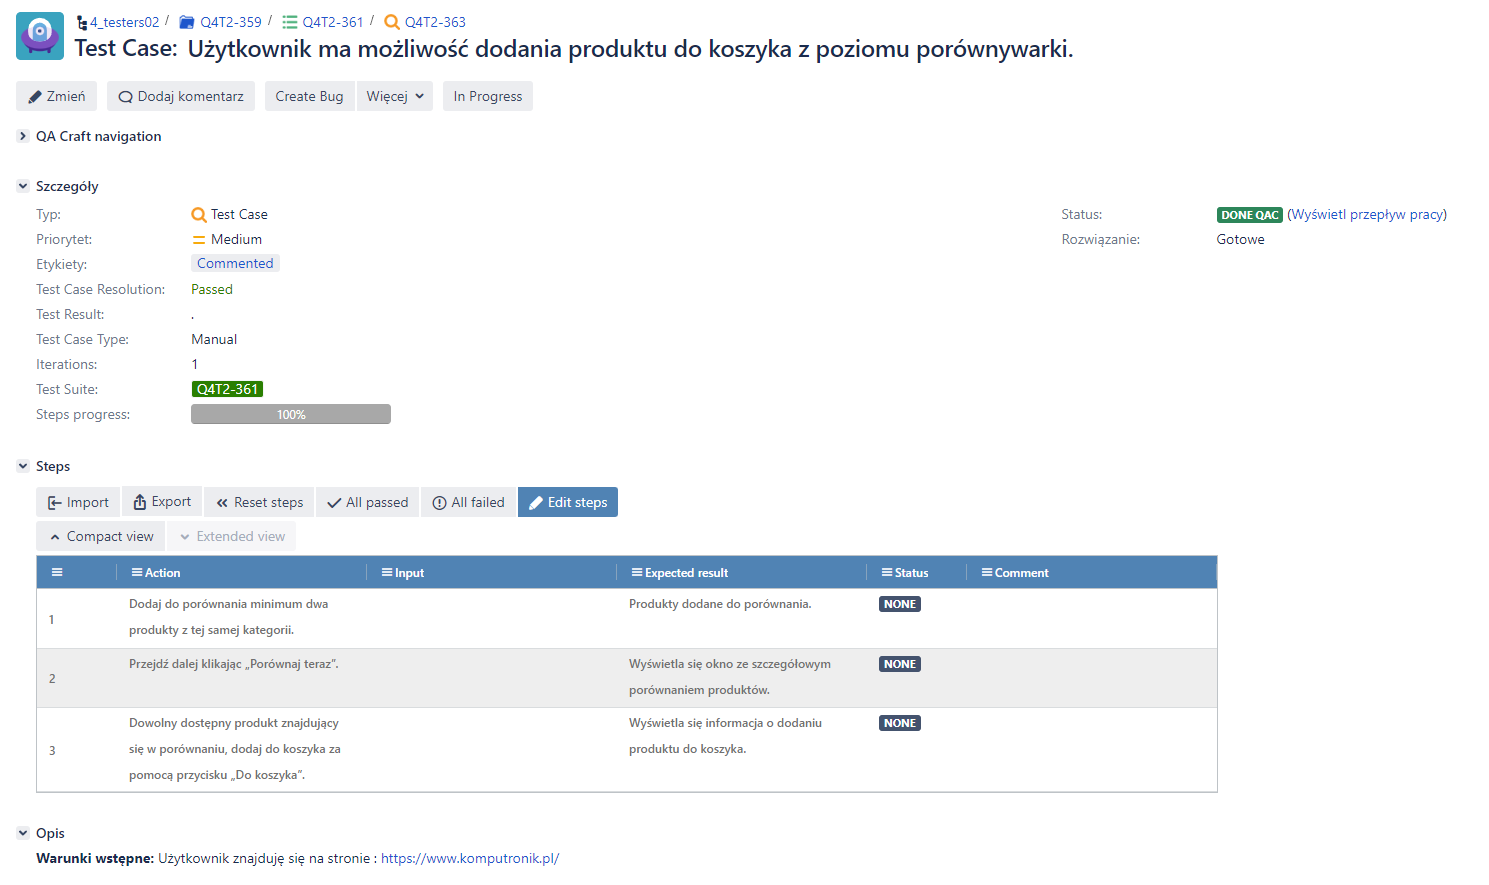 4_testers02 / Q4T2-359 / Q4T2-361 / Q4T2-363
Test Case: Użytkownik ma możliwość dodania produktu do koszyka z poziomu porównywarki.
Zmień Dodaj komentarz Create Bug Więcej In Progress
QA Craft navigation
Szczegóły
Typ: Test Case
Status: DONE QAC (Wyświetl przepływ pracy)
Priorytet: Medium
Rozwiązanie: Gotowe
Etykiety: Commented
Test Case Resolution: Passed
Test Result: .
Test Case Type: Manual
Iterations: 1
Test Suite: Q4T2-361
Steps progress: 100%
Steps
Import Export Reset steps All passed All failed Edit steps
Compact view Extended view
Action Input Expected result Status Comment
1
Dodaj do porównania minimum dwa
produkty z tej samej kategorii.
Produkty dodane do porównania.
NONE
2
Przejdź dalej klikając „Porównaj teraz”.
Wyświetla się okno ze szczegółowym
porównaniem produktów.
NONE
3
Dowolny dostępny produkt znajdujący
się w porównaniu, dodaj do koszyka za
pomocą przycisku „Do koszyka”.
Wyświetla się informacja o dodaniu
produktu do koszyka.
NONE
Opis
Warunki wstępne: Użytkownik znajduję się na stronie : https://www.komputronik.pl/